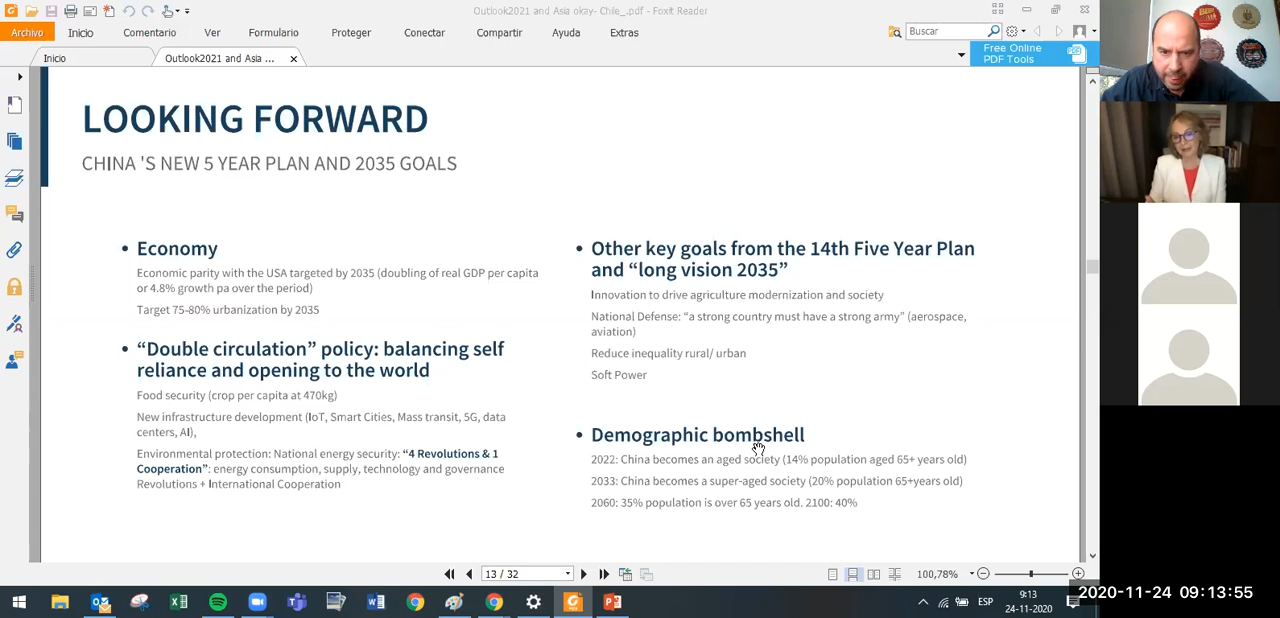 Outlook2021 and Asia okay- Chile_.pdf - Foxit Reader
Archivo Inicio Comentario Ver Formulario Proteger Conectar Compartir Ayuda Extras Buscar
Inicio Outlook2021 and Asia ... Free Online
PDF Tools
LOOKING FORWARD
CHINA 'S NEW 5 YEAR PLAN AND 2035 GOALS
• Economy
Economic parity with the USA targeted by 2035 (doubling of real GDP per capita
or 4.8% growth pa over the period)
Target 75-80% urbanization by 2035
• “Double circulation” policy: balancing self
reliance and opening to the world
Food security (crop per capita at 470kg)
New infrastructure development (IoT, Smart Cities, Mass transit, 5G, data
centers, AI),
Environmental protection: National energy security: “4 Revolutions & 1
Cooperation”: energy consumption, supply, technology and governance
Revolutions + International Cooperation
• Other key goals from the 14th Five Year Plan
and “long vision 2035”
Innovation to drive agriculture modernization and society
National Defense: “a strong country must have a strong army” (aerospace,
aviation)
Reduce inequality rural/ urban
Soft Power
• Demographic bombshell
2022: China becomes an aged society (14% population aged 65+ years old)
2033: China becomes a super-aged society (20% population 65+years old)
2060: 35% population is over 65 years old. 2100: 40%
13 / 32 100,78%
ESP 9:13
24-11-2020
2020-11-24 09:13:55